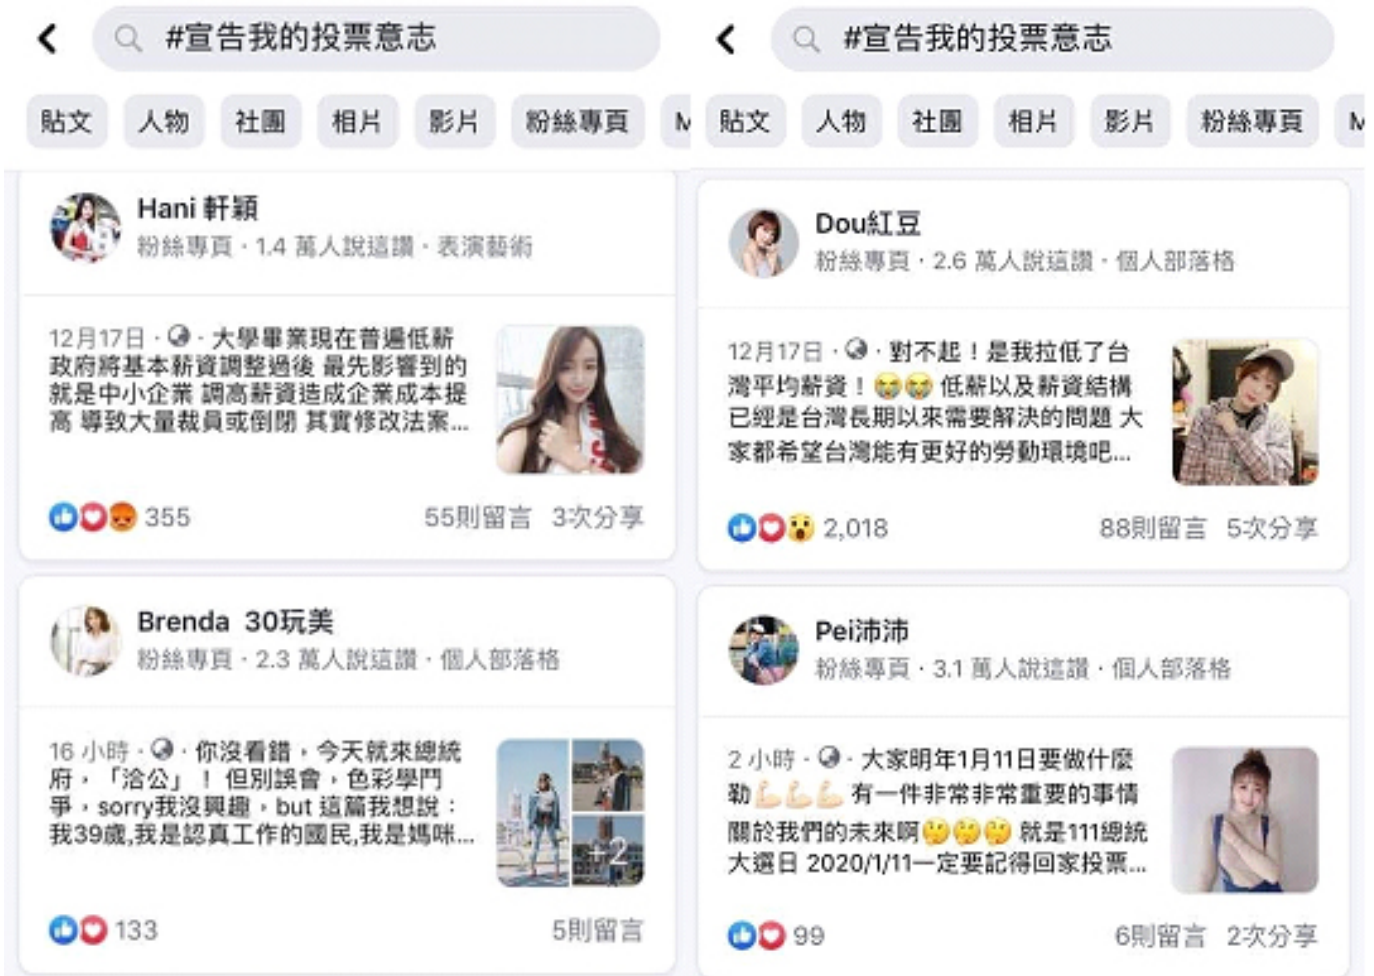 #宣告我的投票意志
貼文 人物 社團 相片 影片 粉絲專頁 M
Hani 軒穎
粉絲專頁 · 1.4 萬人說這讚 · 表演藝術
12月17日 · · 大學畢業現在普遍低薪
政府將基本薪資調整過後 最先影響到的
就是中小企業 調高薪資造成企業成本提
高 導致大量裁員或倒閉 其實修改法案...
355 55則留言 3次分享
Brenda 30玩美
粉絲專頁 · 2.3 萬人說這讚 · 個人部落格
16 小時 · · 你沒看錯，今天就來總統
府，「洽公」！ 但別誤會，色彩學鬥
爭，sorry我沒興趣，but 這篇我想說：
我39歲,我是認真工作的國民,我是媽咪...
+2
133 5則留言
#宣告我的投票意志
貼文 人物 社團 相片 影片 粉絲專頁 M
Dou紅豆
粉絲專頁 · 2.6 萬人說這讚 · 個人部落格
12月17日 · · 對不起！是我拉低了台
灣平均薪資！😭😭 低薪以及薪資結構
已經是台灣長期以來需要解決的問題 大
家都希望台灣能有更好的勞動環境吧...
2,018 88則留言 5次分享
Pei沛沛
粉絲專頁 · 3.1 萬人說這讚 · 個人部落格
2 小時 · · 大家明年1月11日要做什麼
勒💪🏻💪🏻💪🏻 有一件非常非常重要的事情
關於我們的未來啊🤔🤔🤔 就是111總統
大選日 2020/1/11一定要記得回家投票...
99 6則留言 2次分享